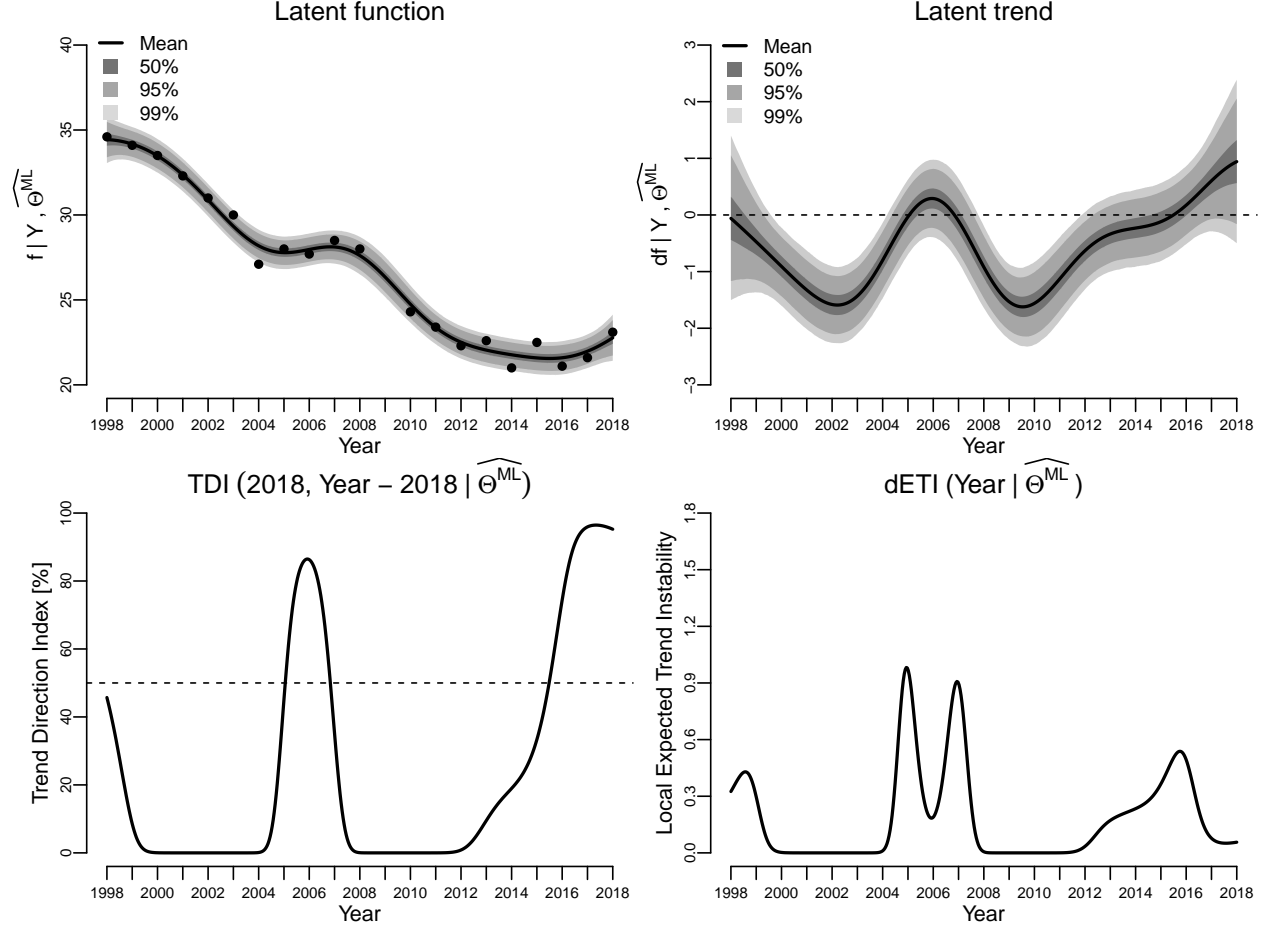 Latent function
40
35
30
25
20
f | Y , Θ^ML
Mean
50%
95%
99%
1998 2000 2002 2004 2006 2008 2010 2012 2014 2016 2018
Year
Latent trend
3
2
1
0
−1
−2
−3
df | Y , Θ^ML
Mean
50%
95%
99%
1998 2000 2002 2004 2006 2008 2010 2012 2014 2016 2018
Year
TDI (2018, Year − 2018 | Θ^ML)
100
80
60
40
20
0
Trend Direction Index [%]
1998 2000 2002 2004 2006 2008 2010 2012 2014 2016 2018
Year
dETI (Year | Θ^ML )
1.8
1.5
1.2
0.9
0.6
0.3
0.0
Local Expected Trend Instability
1998 2000 2002 2004 2006 2008 2010 2012 2014 2016 2018
Year